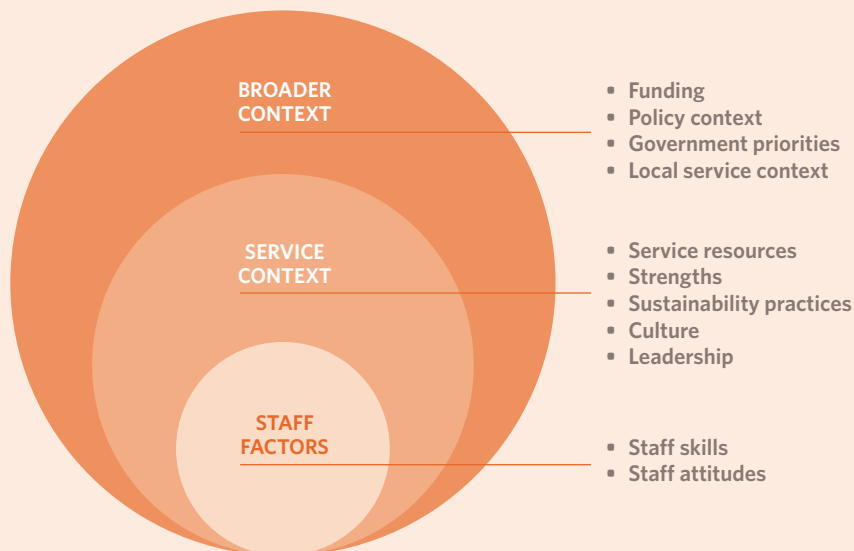 BROADER
CONTEXT
▪ Funding
▪ Policy context
▪ Government priorities
▪ Local service context
SERVICE
CONTEXT
▪ Service resources
▪ Strengths
▪ Sustainability practices
▪ Culture
▪ Leadership
STAFF
FACTORS
▪ Staff skills
▪ Staff attitudes